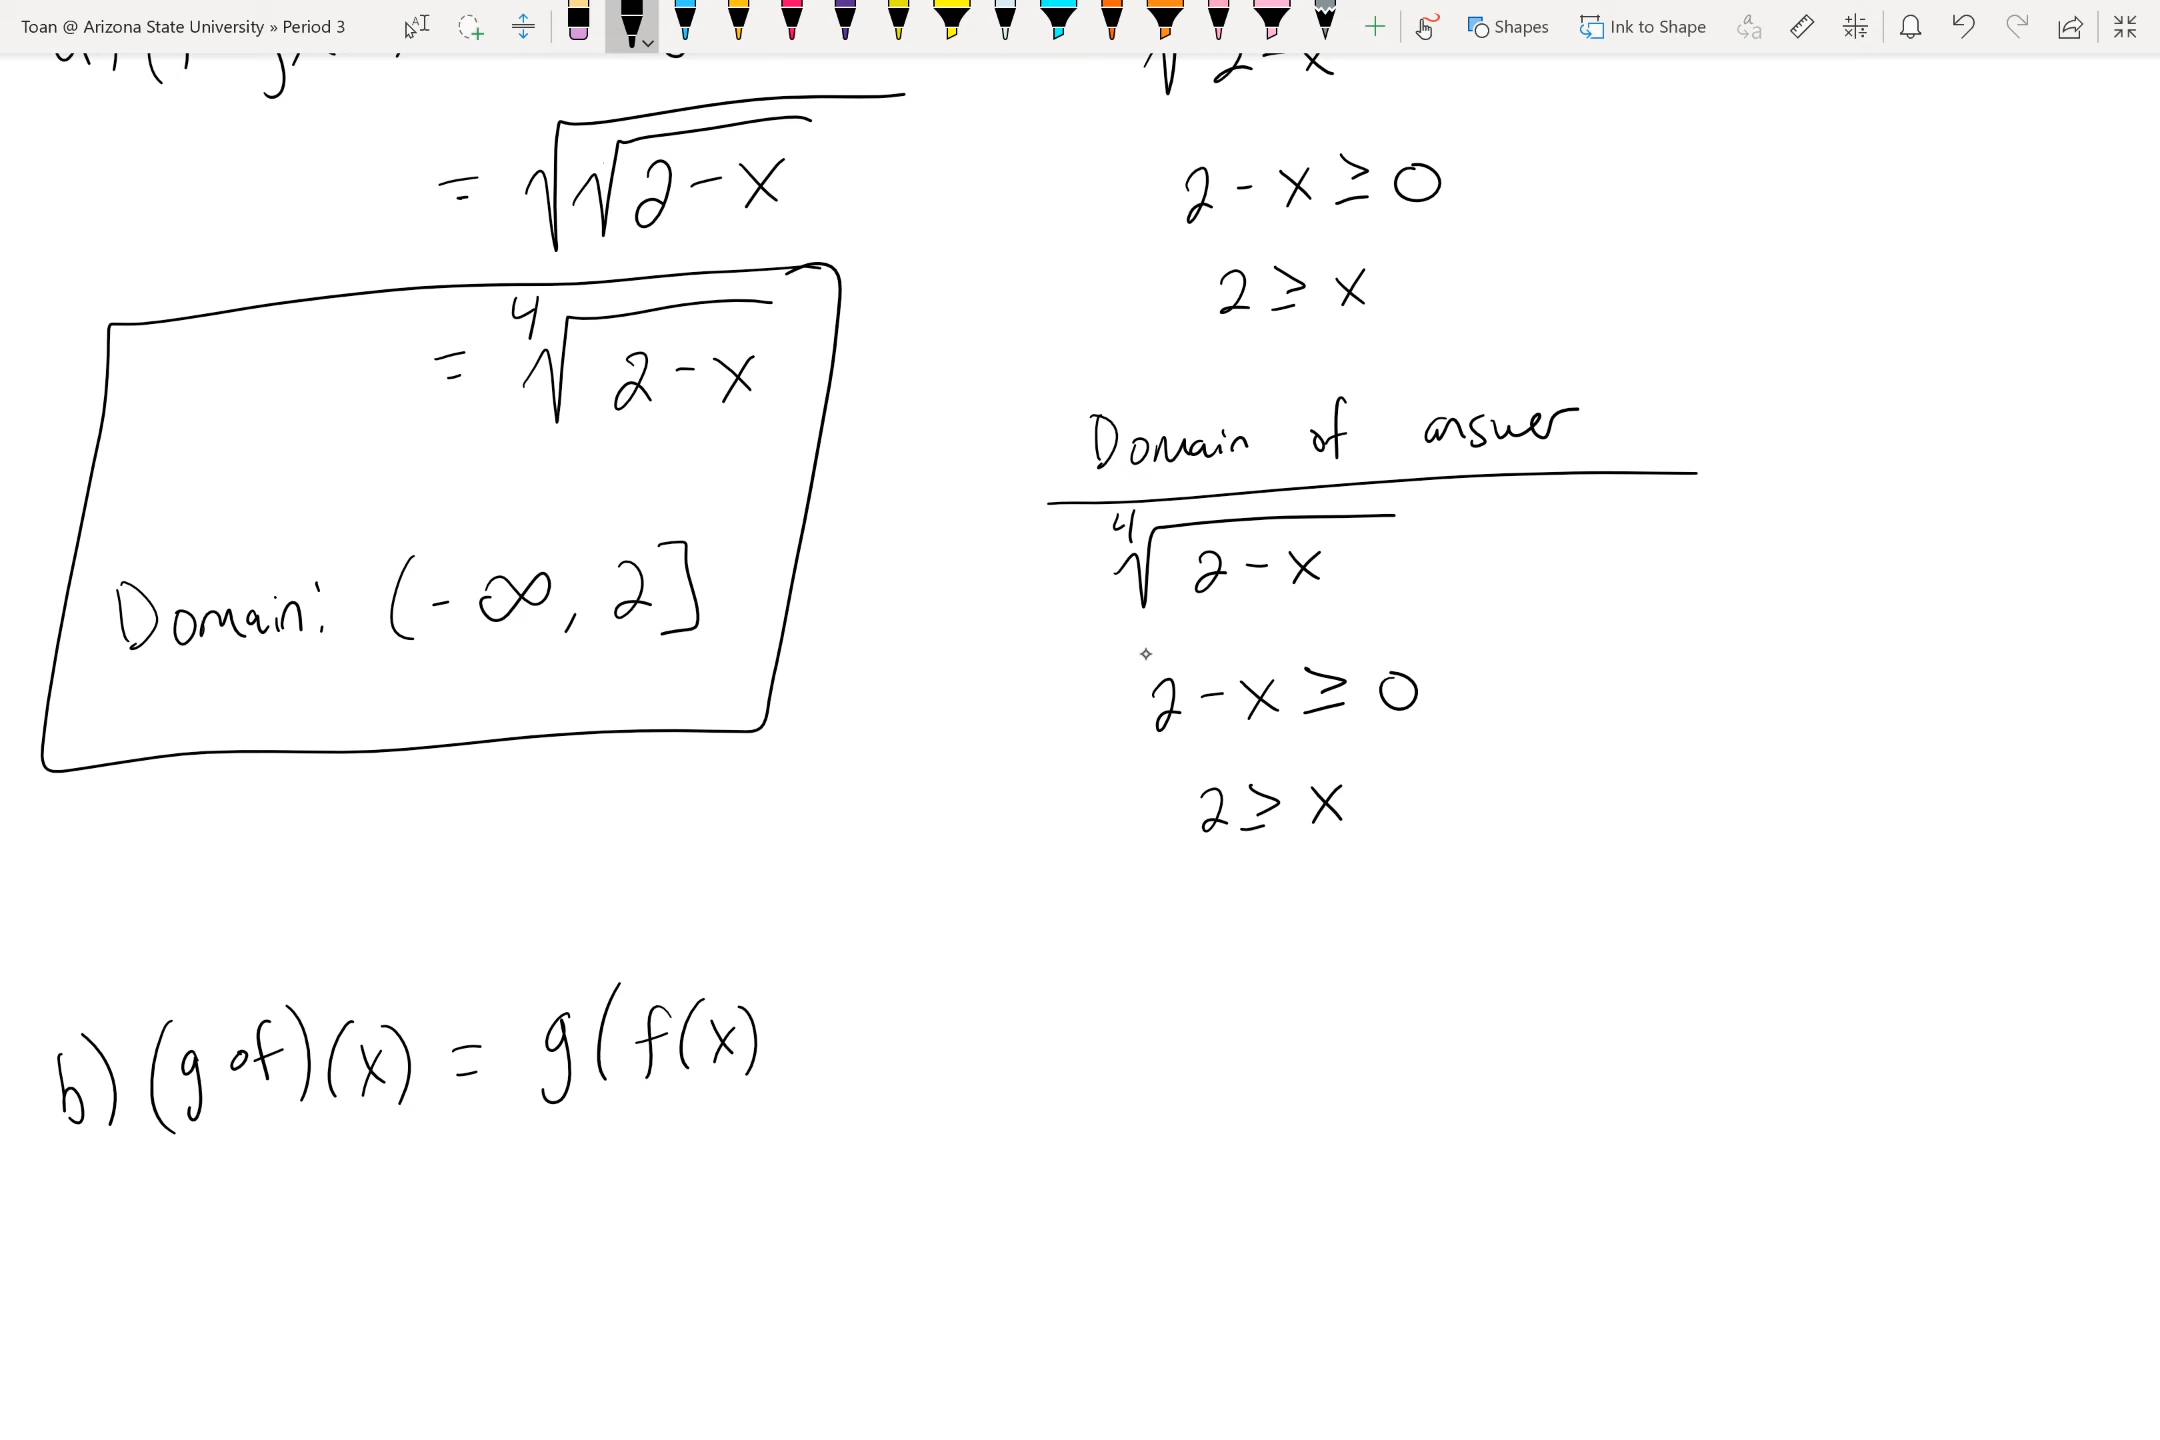 Toan @ Arizona State University » Period 3
Shapes
Ink to Shape
√2-x
= √√2-x
= ⁴√2-x
Domain: (-∞, 2]
2-x ≥ 0
2 ≥ x
Domain of answer
⁴√2-x
2-x ≥ 0
2 ≥ x
b) (g o f)(x) = g(f(x)